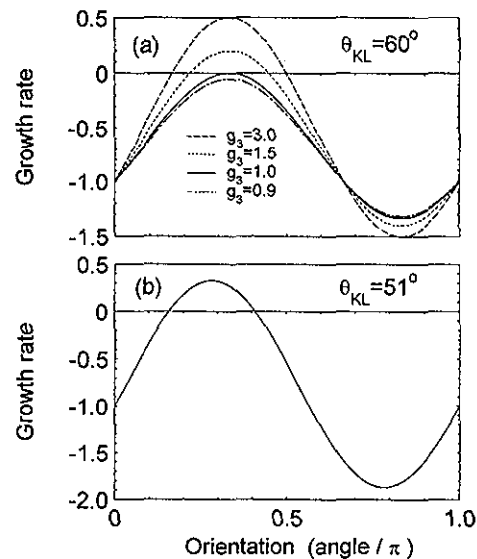 0.5
(a)
θKL=60°
0
-0.5
Growth rate
g3=3.0
g3=1.5
g3=1.0
g3=0.9
-1.0
-1.5
0.5
(b)
θKL=51°
0
-0.5
Growth rate
-1.0
-1.5
-2.0
0
0.5
1.0
Orientation (angle / π)